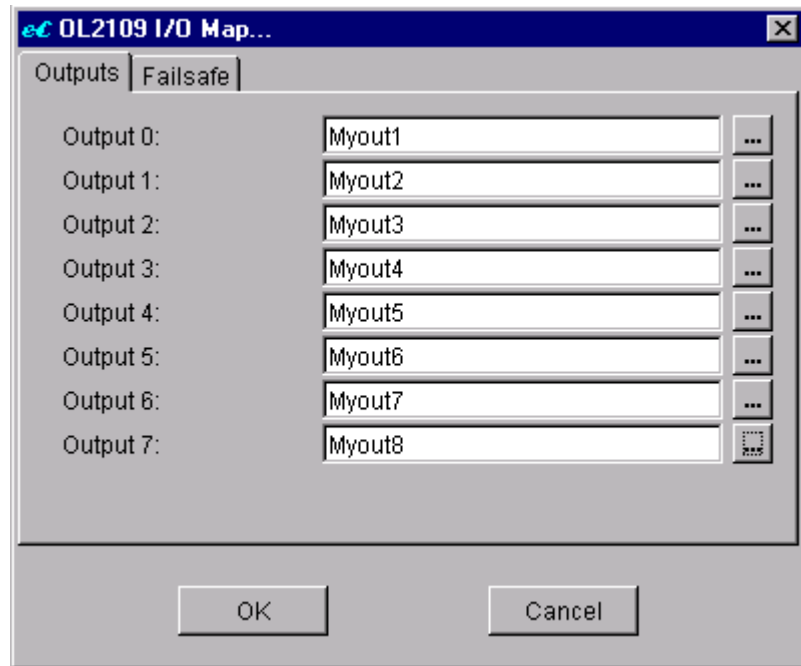 eC OL2109 I/O Map...
Outputs Failsafe
Output 0: Myout1 ...
Output 1: Myout2 ...
Output 2: Myout3 ...
Output 3: Myout4 ...
Output 4: Myout5 ...
Output 5: Myout6 ...
Output 6: Myout7 ...
Output 7: Myout8 ...
OK Cancel